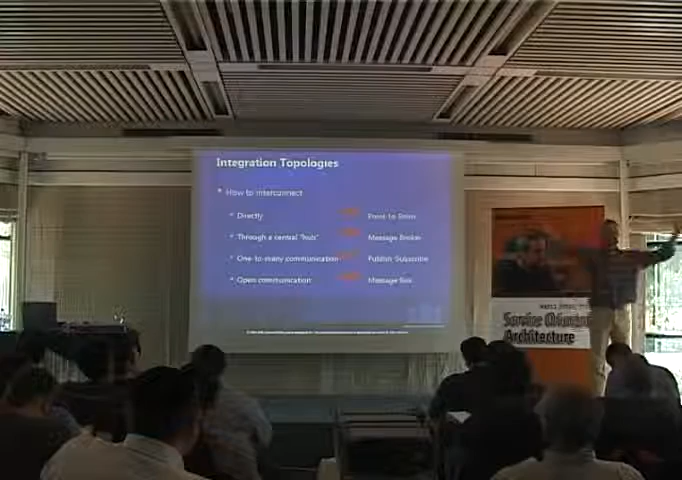 Integration Topologies
How to interconnect
Directly
Point-to-Point
Through a central "hub"
Message Broker
One-to-many communication
Publish-Subscribe
Open communication
Message Bus
Service
Architecture